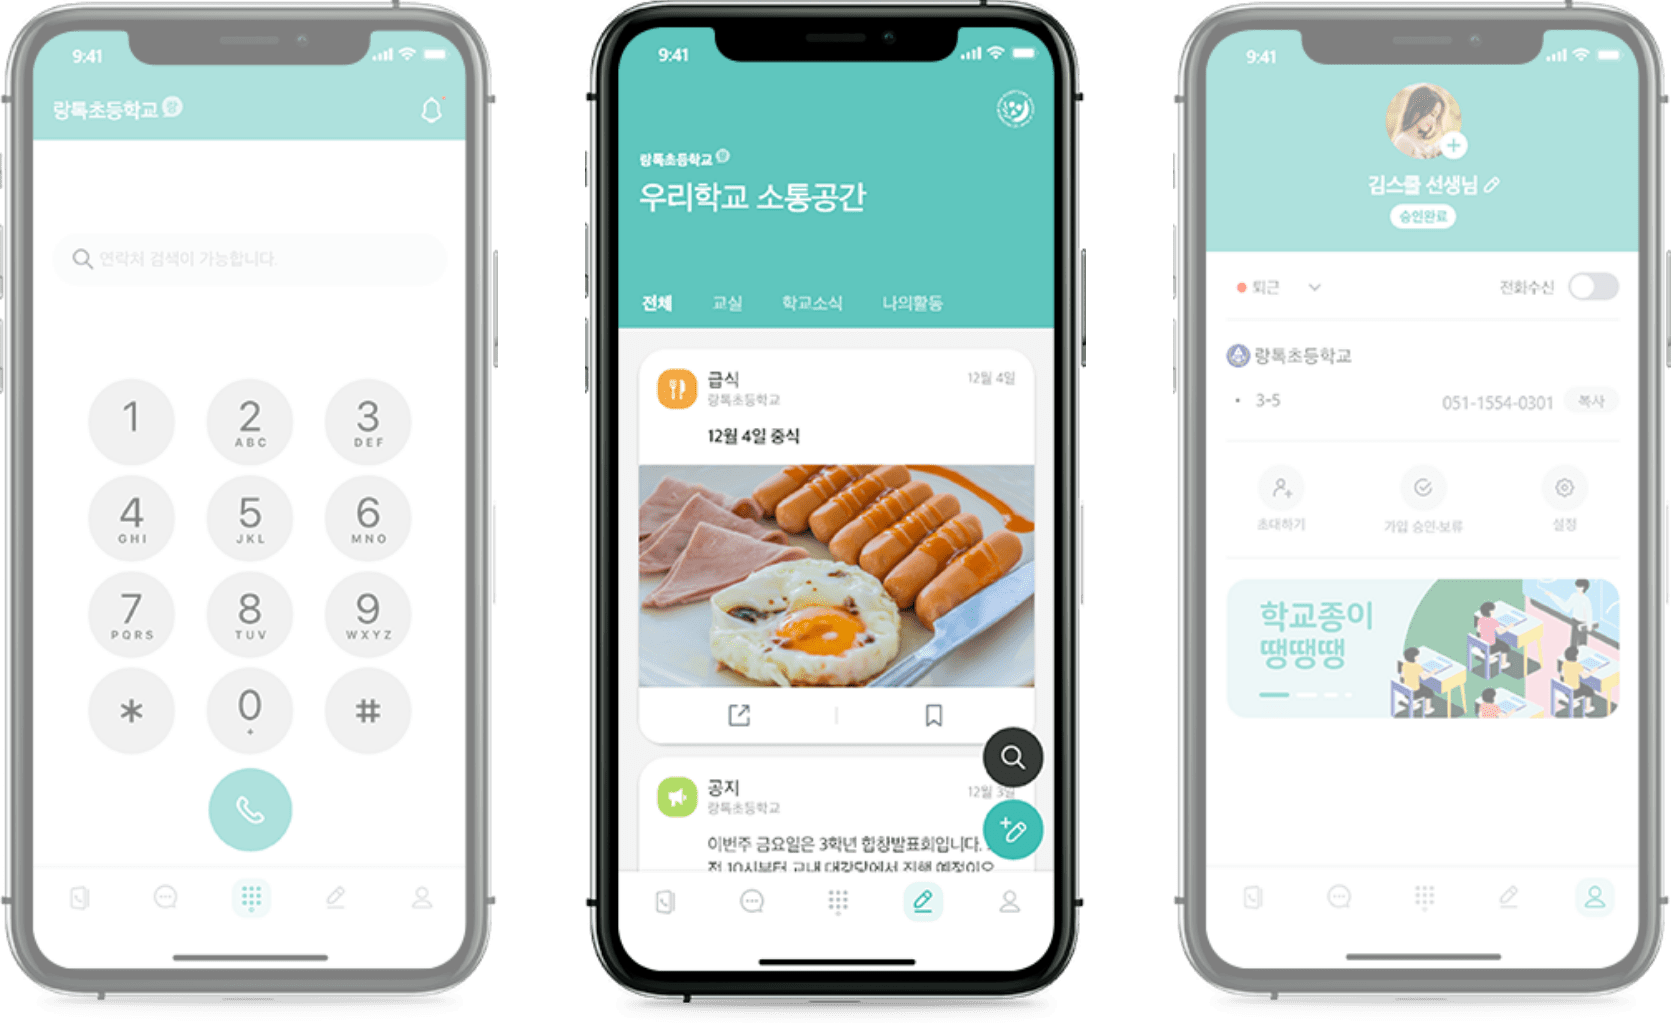 9:41
랑톡초등학교 랑
연락처 검색이 가능합니다.
1
2
ABC
3
DEF
4
GHI
5
JKL
6
MNO
7
PQRS
8
TUV
9
WXYZ
*
0
+
#
9:41
랑톡초등학교
우리학교 소통공간
전체 교실 학교소식 나의활동
급식 12월 4일
랑톡초등학교
12월 4일 중식
공지 12월 3일
랑톡초등학교
이번주 금요일은 3학년 합창발표회입니다.
전 10시부터 교내 대강당에서 진행 예정이오
9:41
김스쿨 선생님
승인완료
퇴근 전화수신
랑톡초등학교
· 3-5 051-1554-0301 복사
초대하기 가입 승인·보류 설정
학교종이
땡땡땡